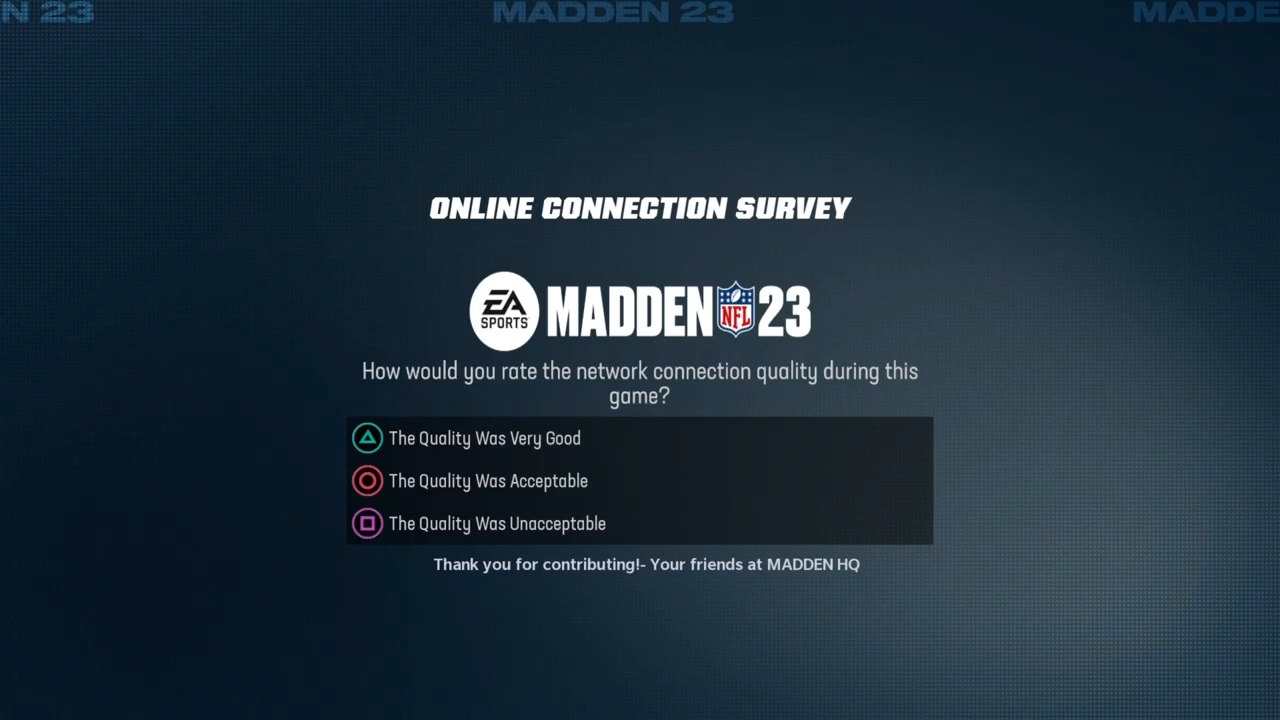 N 23 MADDEN 23 MADDE
ONLINE CONNECTION SURVEY
EA SPORTS MADDEN NFL 23
How would you rate the network connection quality during this
game?
The Quality Was Very Good
The Quality Was Acceptable
The Quality Was Unacceptable
Thank you for contributing!- Your friends at MADDEN HQ